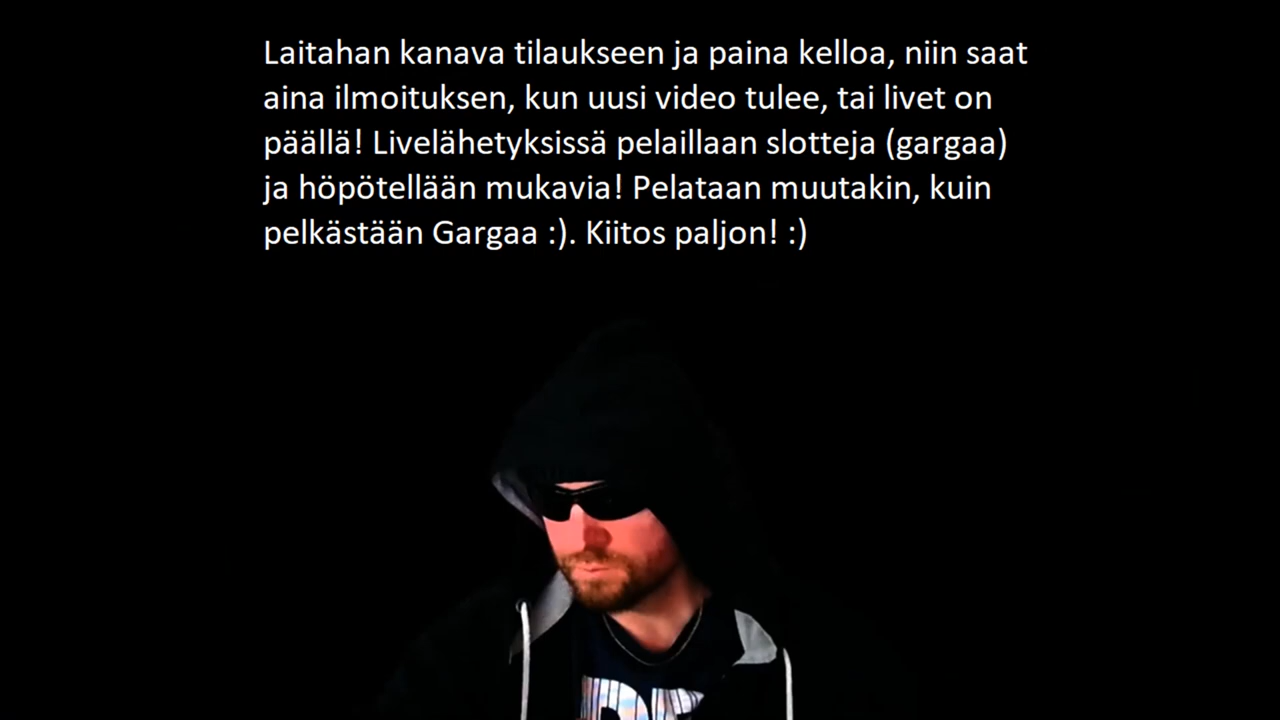 Laitahan kanava tilaukseen ja paina kelloa, niin saat
aina ilmoituksen, kun uusi video tulee, tai livet on
päällä! Livelähetyksissä pelaillaan slotteja (gargaa)
ja höpötellään mukavia! Pelataan muutakin, kuin
pelkästään Gargaa :). Kiitos paljon! :)